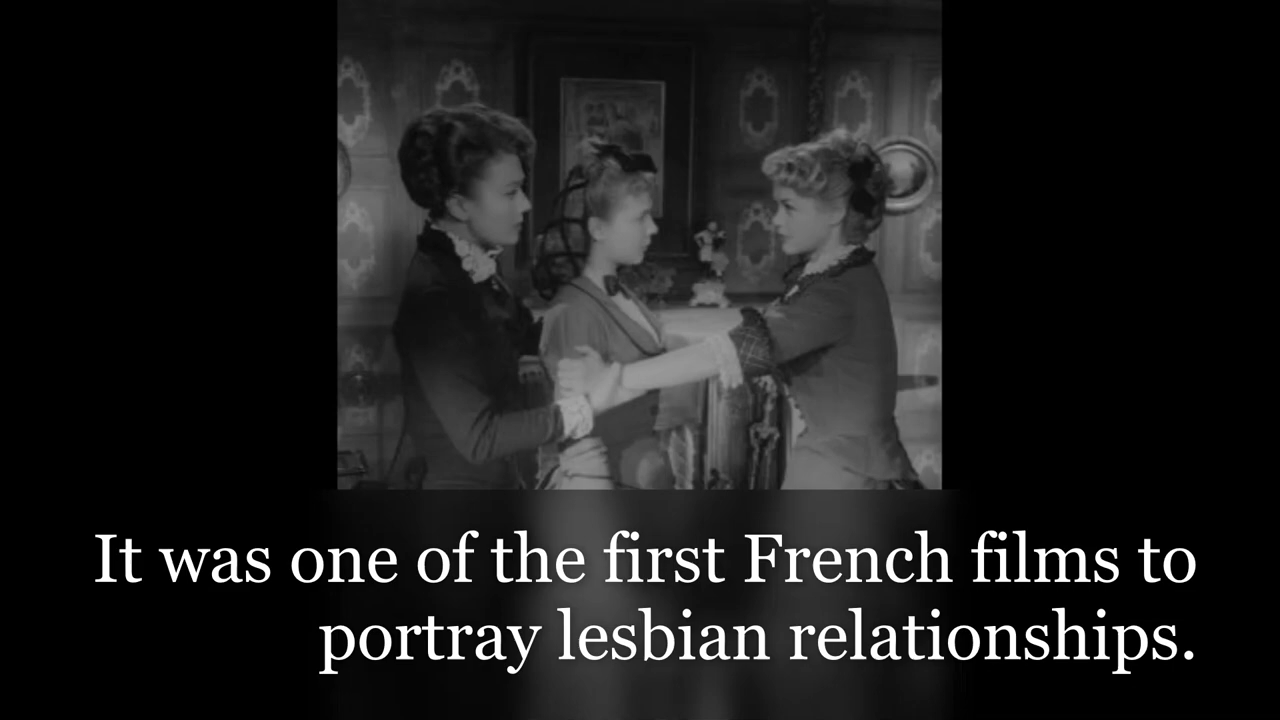 It was one of the first French films to
portray lesbian relationships.